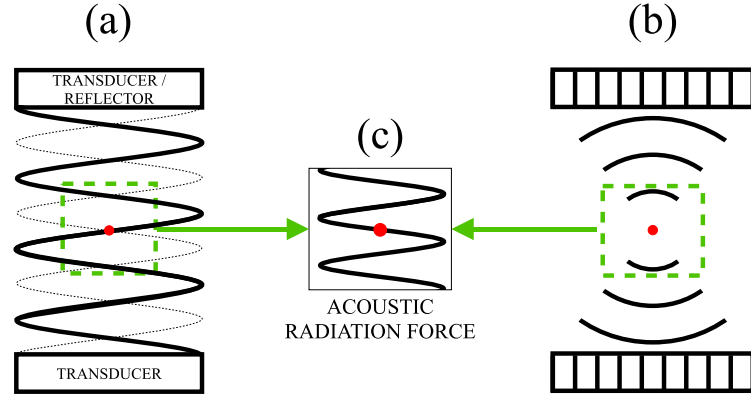 (a)
(b)
TRANSDUCER /
REFLECTOR
(c)
ACOUSTIC
RADIATION FORCE
TRANSDUCER